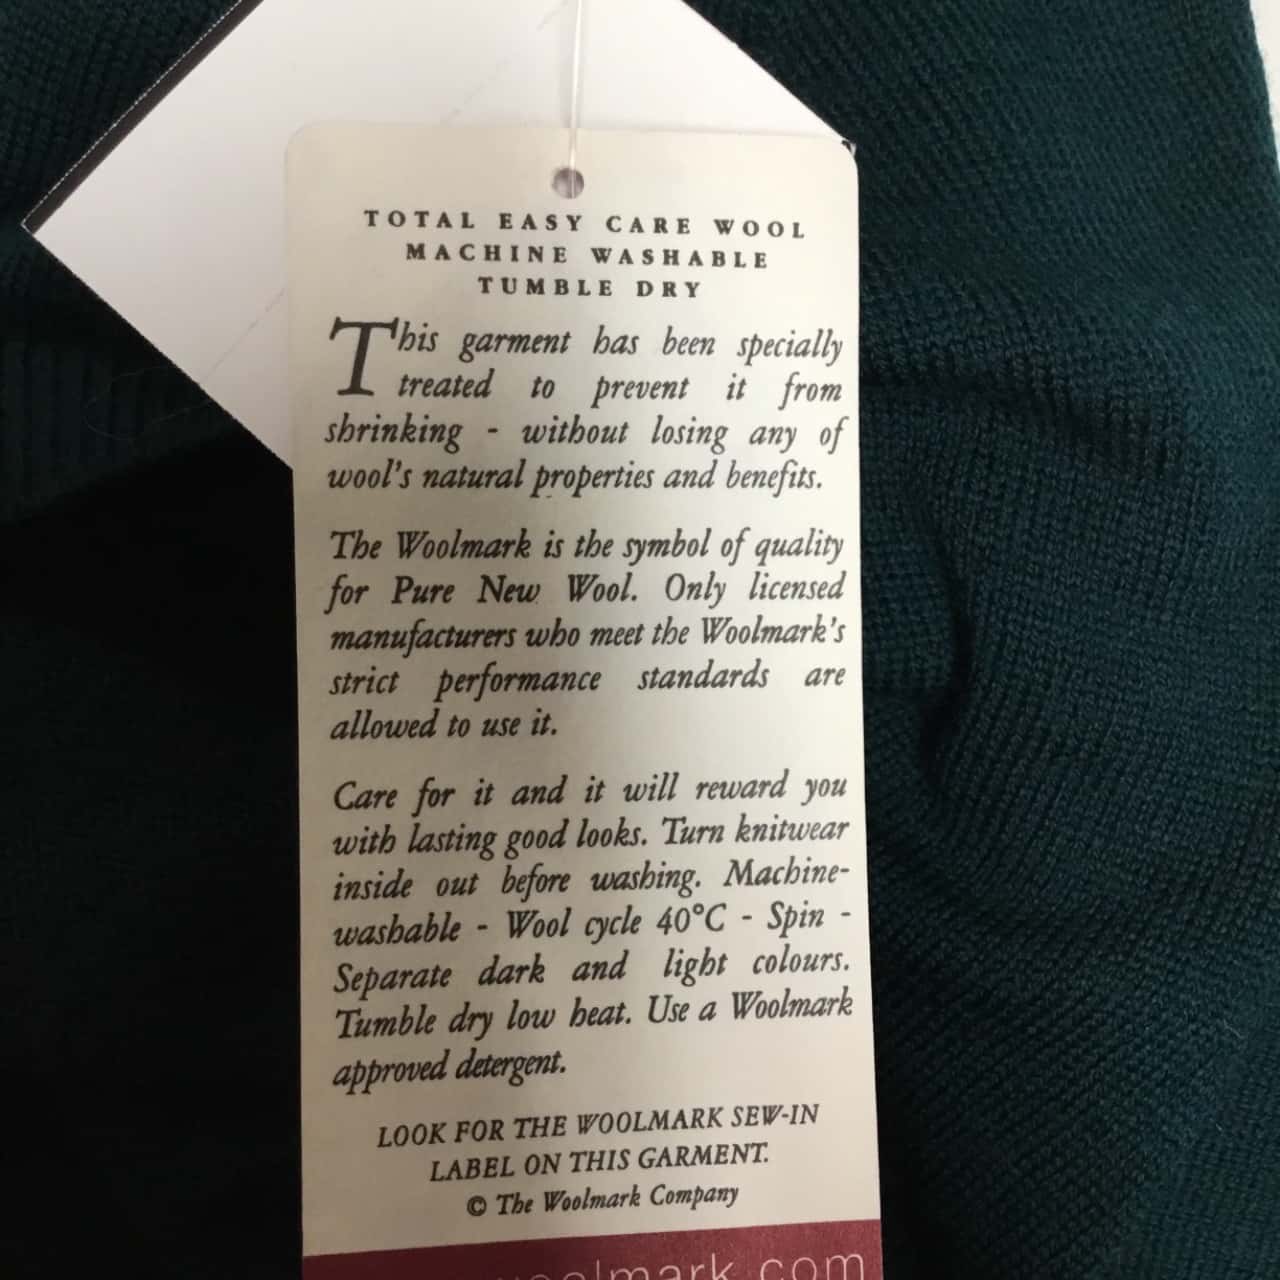 TOTAL EASY CARE WOOL
MACHINE WASHABLE
TUMBLE DRY
This garment has been specially
treated to prevent it from
shrinking - without losing any of
wool's natural properties and benefits.
The Woolmark is the symbol of quality
for Pure New Wool. Only licensed
manufacturers who meet the Woolmark's
strict performance standards are
allowed to use it.
Care for it and it will reward you
with lasting good looks. Turn knitwear
inside out before washing. Machine-
washable - Wool cycle 40°C - Spin -
Separate dark and light colours.
Tumble dry low heat. Use a Woolmark
approved detergent.
LOOK FOR THE WOOLMARK SEW-IN
LABEL ON THIS GARMENT.
© The Woolmark Company
woolmark.com